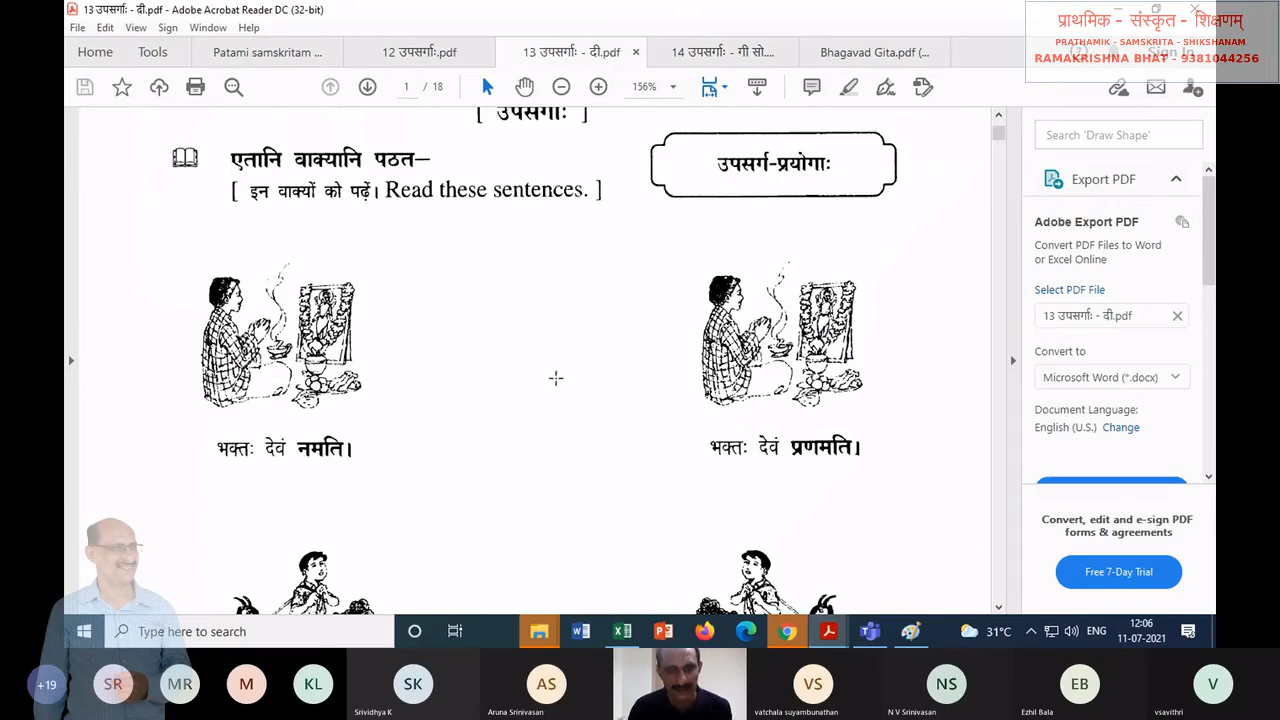 13 उपसर्गाः - दी.pdf - Adobe Acrobat Reader DC (32-bit)
प्राथमिक - संस्कृत - शिक्षणम्
PRATHAMIK - SAMSKRITA - SHIKSHANAM
RAMAKRISHNA BHAT - 9381044256
File Edit View Sign Window Help
Home Tools Patami samskritam ... 12 उपसर्गाः.pdf 13 उपसर्गाः - दी.pdf × 14 उपसर्गाः - गी सो.... Bhagavad Gita.pdf (... Sign In
1 / 18 156%
[ उपसर्गाः ]
एतानि वाक्यानि पठत–
[ इन वाक्यों को पढ़ें। Read these sentences. ]
उपसर्ग-प्रयोगाः
भक्तः देवं नमति।
भक्तः देवं प्रणमति।
Search 'Draw Shape'
Export PDF
Adobe Export PDF
Convert PDF Files to Word
or Excel Online
Select PDF File
13 उपसर्गाः - दी.pdf
Convert to
Microsoft Word (*.docx)
Document Language:
English (U.S.) Change
Convert, edit and e-sign PDF
forms & agreements
Free 7-Day Trial
Type here to search
31°C ENG 12:06
11-07-2021
+19 SR MR M KL SK AS VS NS EB V
Srividhya K Aruna Srinivasan vatchala suyambunathan N V Srinivasan Ezhil Bala vsavithri